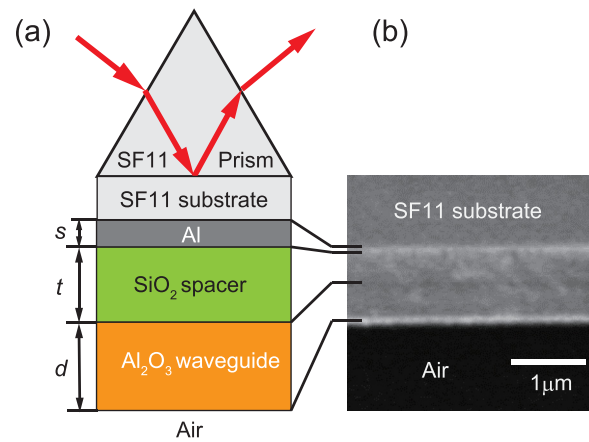 (a)
(b)
SF11 Prism
SF11 substrate
s
Al
t
SiO₂ spacer
d
Al₂O₃ waveguide
Air
SF11 substrate
Air
1μm